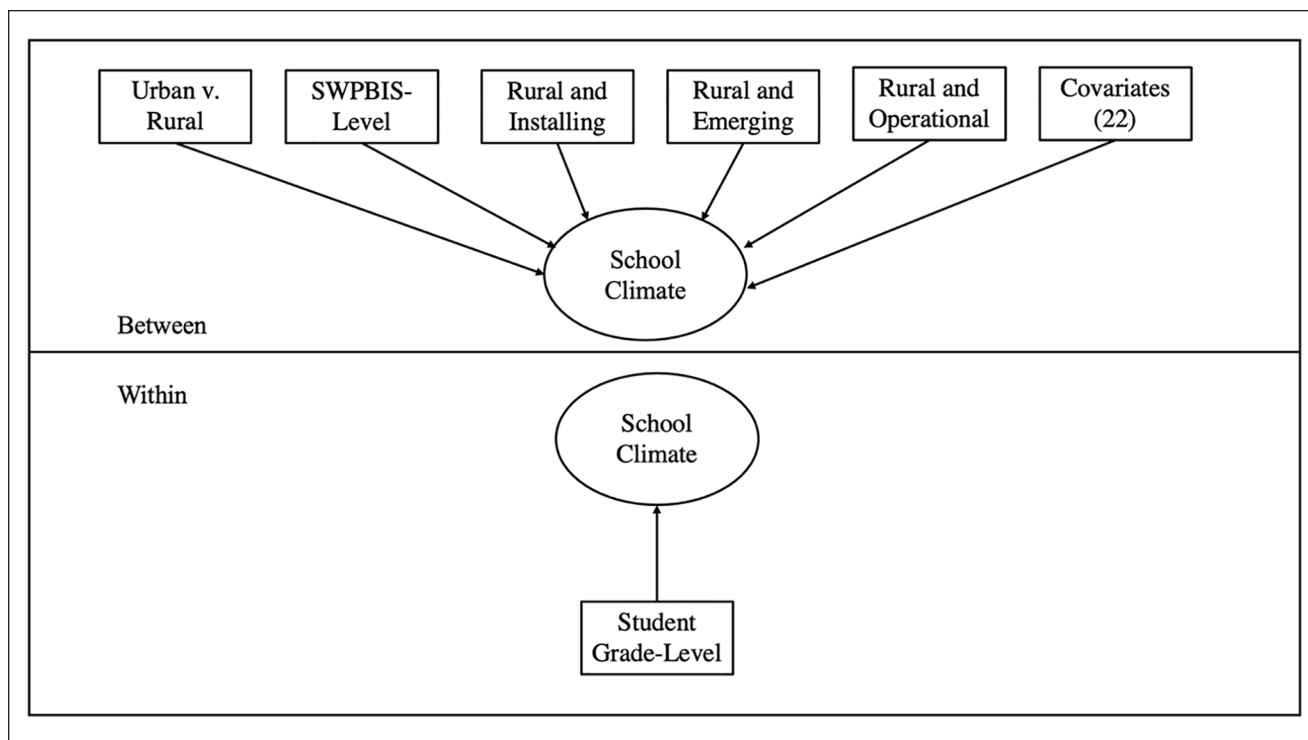 Urban v.
Rural
SWPBIS-
Level
Rural and
Installing
Rural and
Emerging
Rural and
Operational
Covariates
(22)
School
Climate
Between
Within
School
Climate
Student
Grade-Level